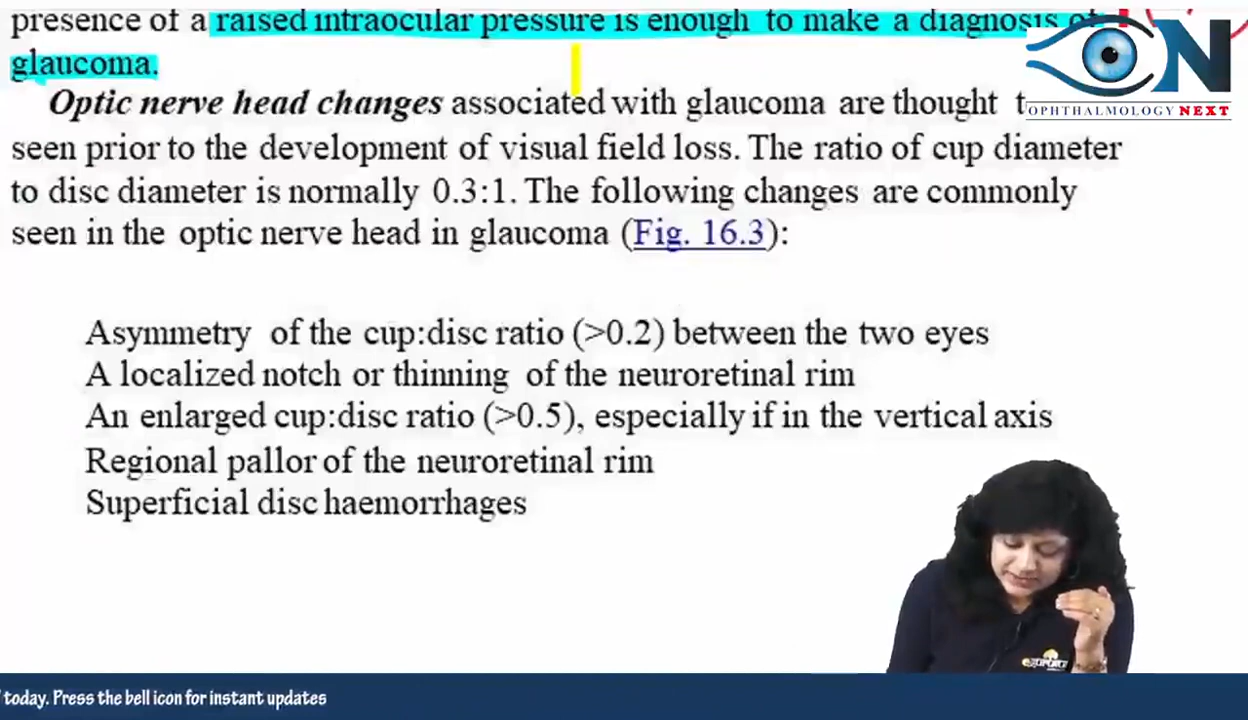 presence of a raised intraocular pressure is enough to make a diagnosis of
glaucoma.
Optic nerve head changes associated with glaucoma are thought
seen prior to the development of visual field loss. The ratio of cup diameter
to disc diameter is normally 0.3:1. The following changes are commonly
seen in the optic nerve head in glaucoma (Fig. 16.3):
Asymmetry of the cup:disc ratio (>0.2) between the two eyes
A localized notch or thinning of the neuroretinal rim
An enlarged cup:disc ratio (>0.5), especially if in the vertical axis
Regional pallor of the neuroretinal rim
Superficial disc haemorrhages
N
OPHTHALMOLOGY NEXT
today. Press the bell icon for instant updates